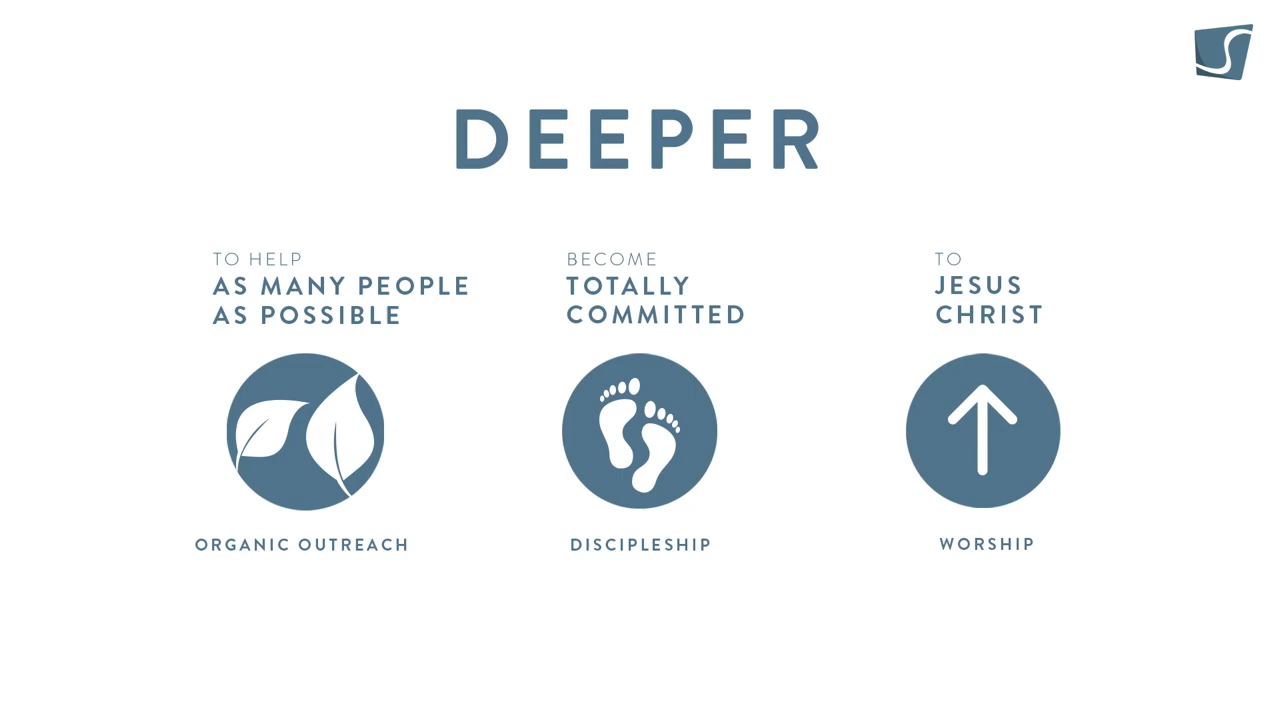 DEEPER
TO HELP
AS MANY PEOPLE
AS POSSIBLE
BECOME
TOTALLY
COMMITTED
TO
JESUS
CHRIST
ORGANIC OUTREACH
DISCIPLESHIP
WORSHIP